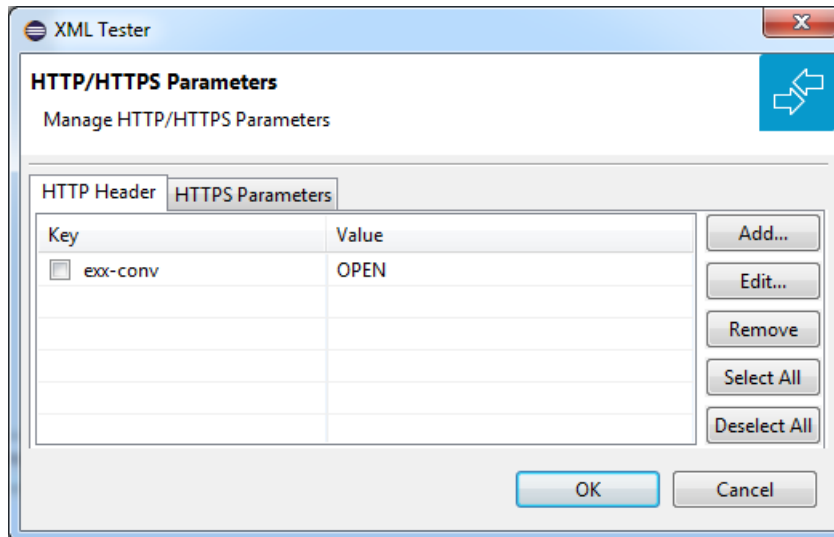 XML Tester
HTTP/HTTPS Parameters
Manage HTTP/HTTPS Parameters
HTTP Header HTTPS Parameters
Key Value
exx-conv OPEN
Add...
Edit...
Remove
Select All
Deselect All
OK Cancel